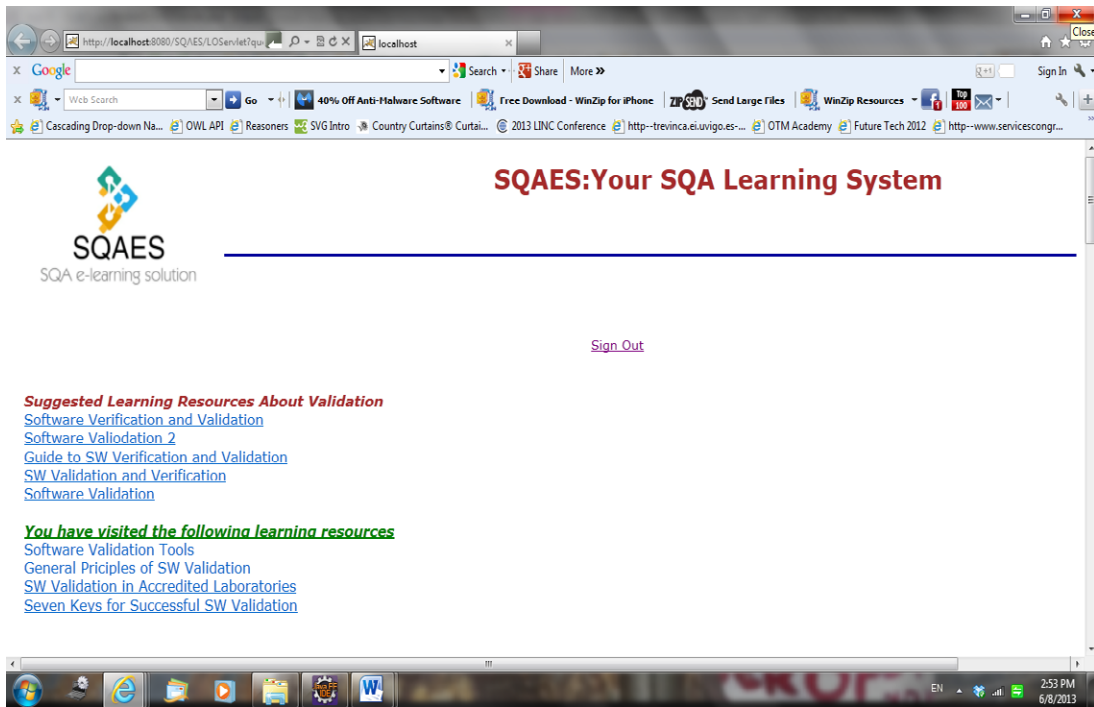 Close
http://localhost:8080/SQAES/LOServlet?qu
localhost
x Google
Search
Share
More »
Sign In
x
Web Search
Go
40% Off Anti-Malware Software
Free Download - WinZip for iPhone
ZIP SEND
Send Large Files
WinZip Resources
Top 100
Cascading Drop-down Na...
OWL API
Reasoners
SVG Intro
Country Curtains® Curtai...
2013 LINC Conference
http--trevinca.ei.uvigo.es-...
OTM Academy
Future Tech 2012
http--www.servicescongr...
SQAES:Your SQA Learning System
SQAES
SQA e-learning solution
Sign Out
Suggested Learning Resources About Validation
Software Verification and Validation
Software Valiodation 2
Guide to SW Verification and Validation
SW Validation and Verification
Software Validation
You have visited the following learning resources
Software Validation Tools
General Priciples of SW Validation
SW Validation in Accredited Laboratories
Seven Keys for Successful SW Validation
EN
2:53 PM
6/8/2013